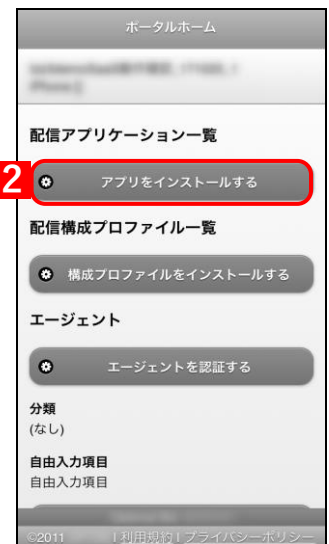 ポータルホーム
配信アプリケーション一覧
2
アプリをインストールする
配信構成プロファイル一覧
構成プロファイルをインストールする
エージェント
エージェントを認証する
分類
(なし)
自由入力項目
自由入力項目
©2011 | 利用規約 | プライバシーポリシー